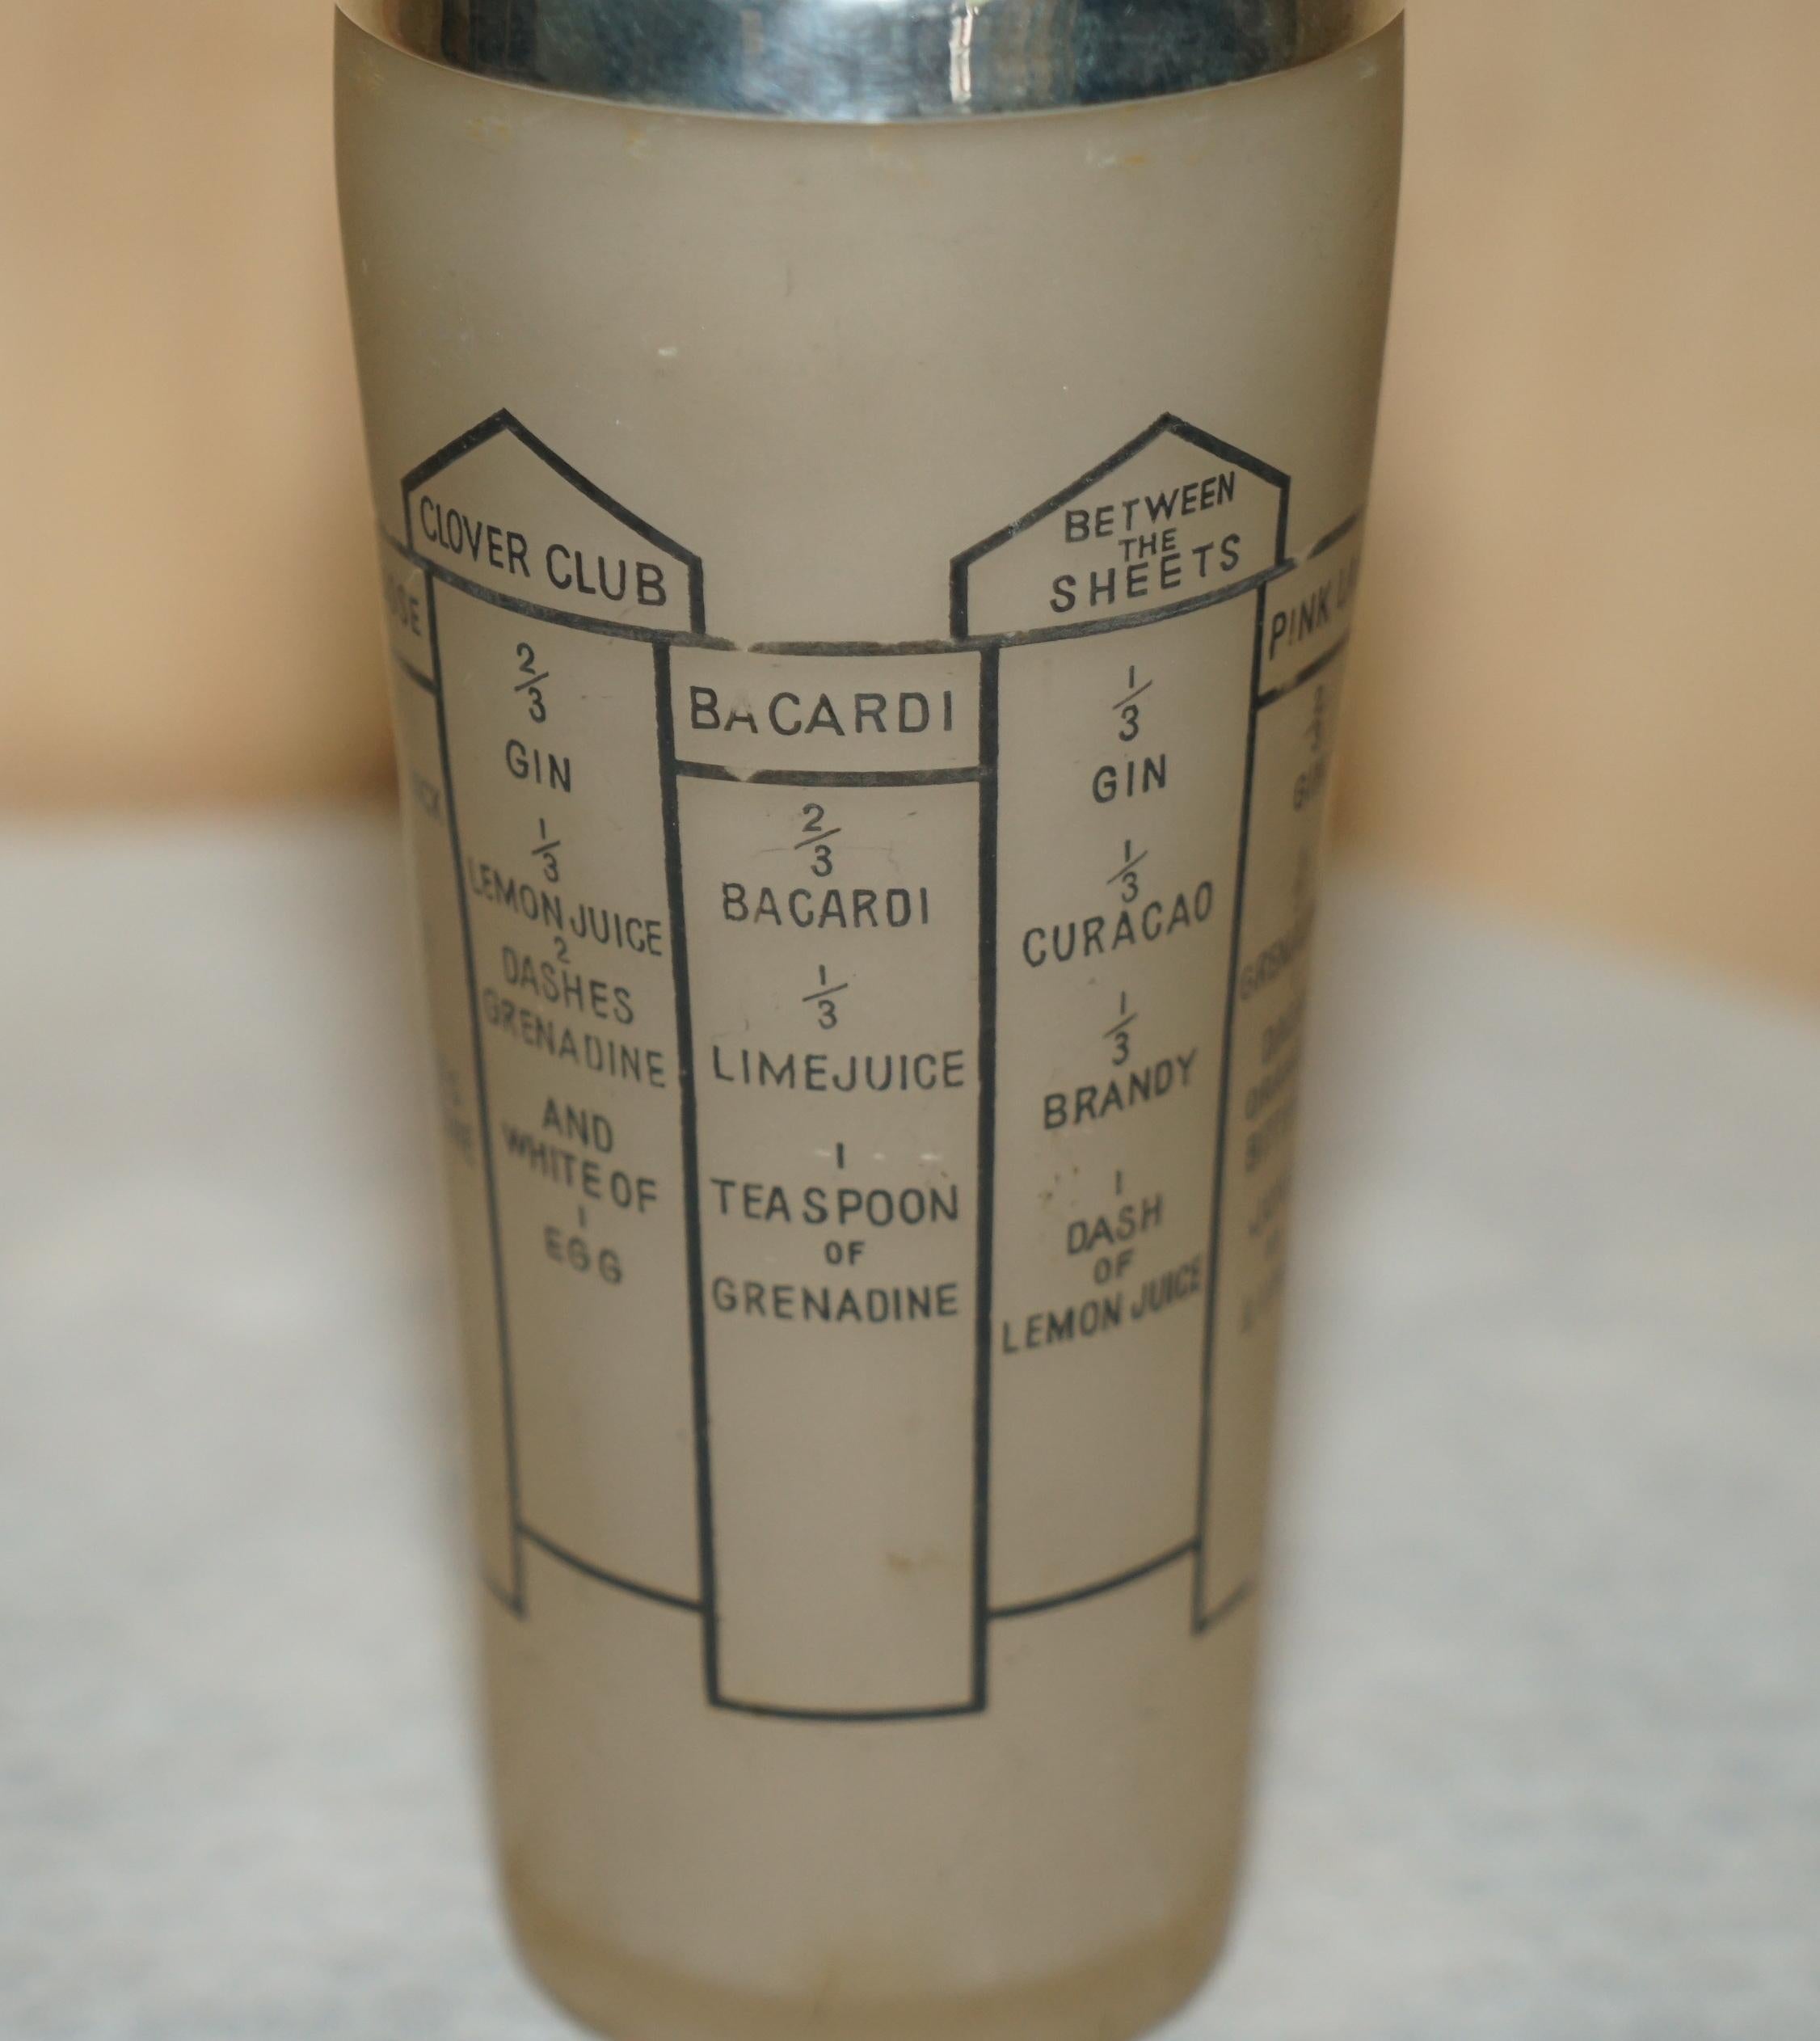 CLOVER CLUB
2/3
GIN
1/3
LEMON JUICE
2
DASHES
GRENADINE
AND
WHITE OF
1
EGG
BACARDI
2/3
BACARDI
1/3
LIMEJUICE
1
TEASPOON
OF
GRENADINE
BETWEEN
THE
SHEETS
1/3
GIN
1/3
CURACAO
1/3
BRANDY
1
DASH
OF
LEMON JUICE
PINK